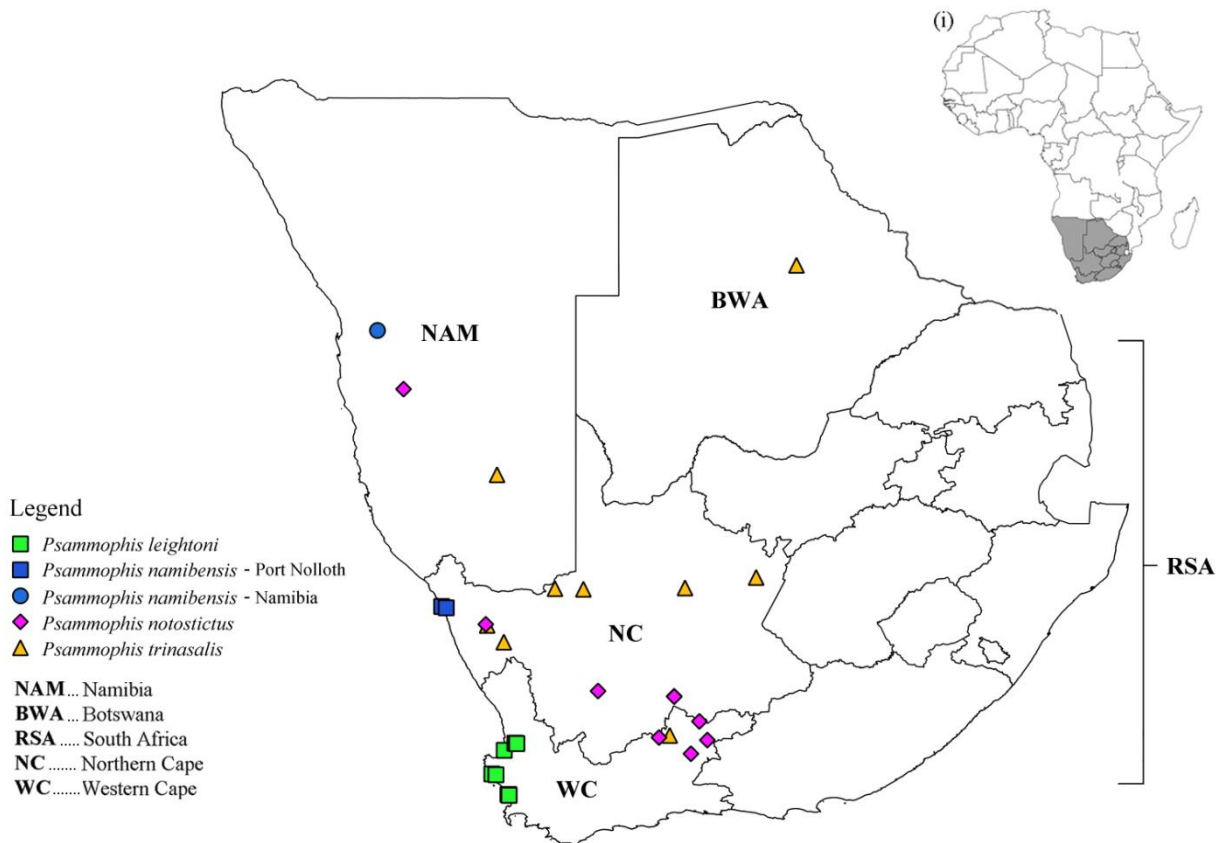 (i)
BWA
NAM
Legend
Psammophis leightoni
Psammophis namibensis - Port Nolloth
Psammophis namibensis - Namibia
Psammophis notostictus
Psammophis trinasalis
RSA
NC
NAM ... Namibia
BWA ... Botswana
RSA ..... South Africa
NC ....... Northern Cape
WC ....... Western Cape
WC